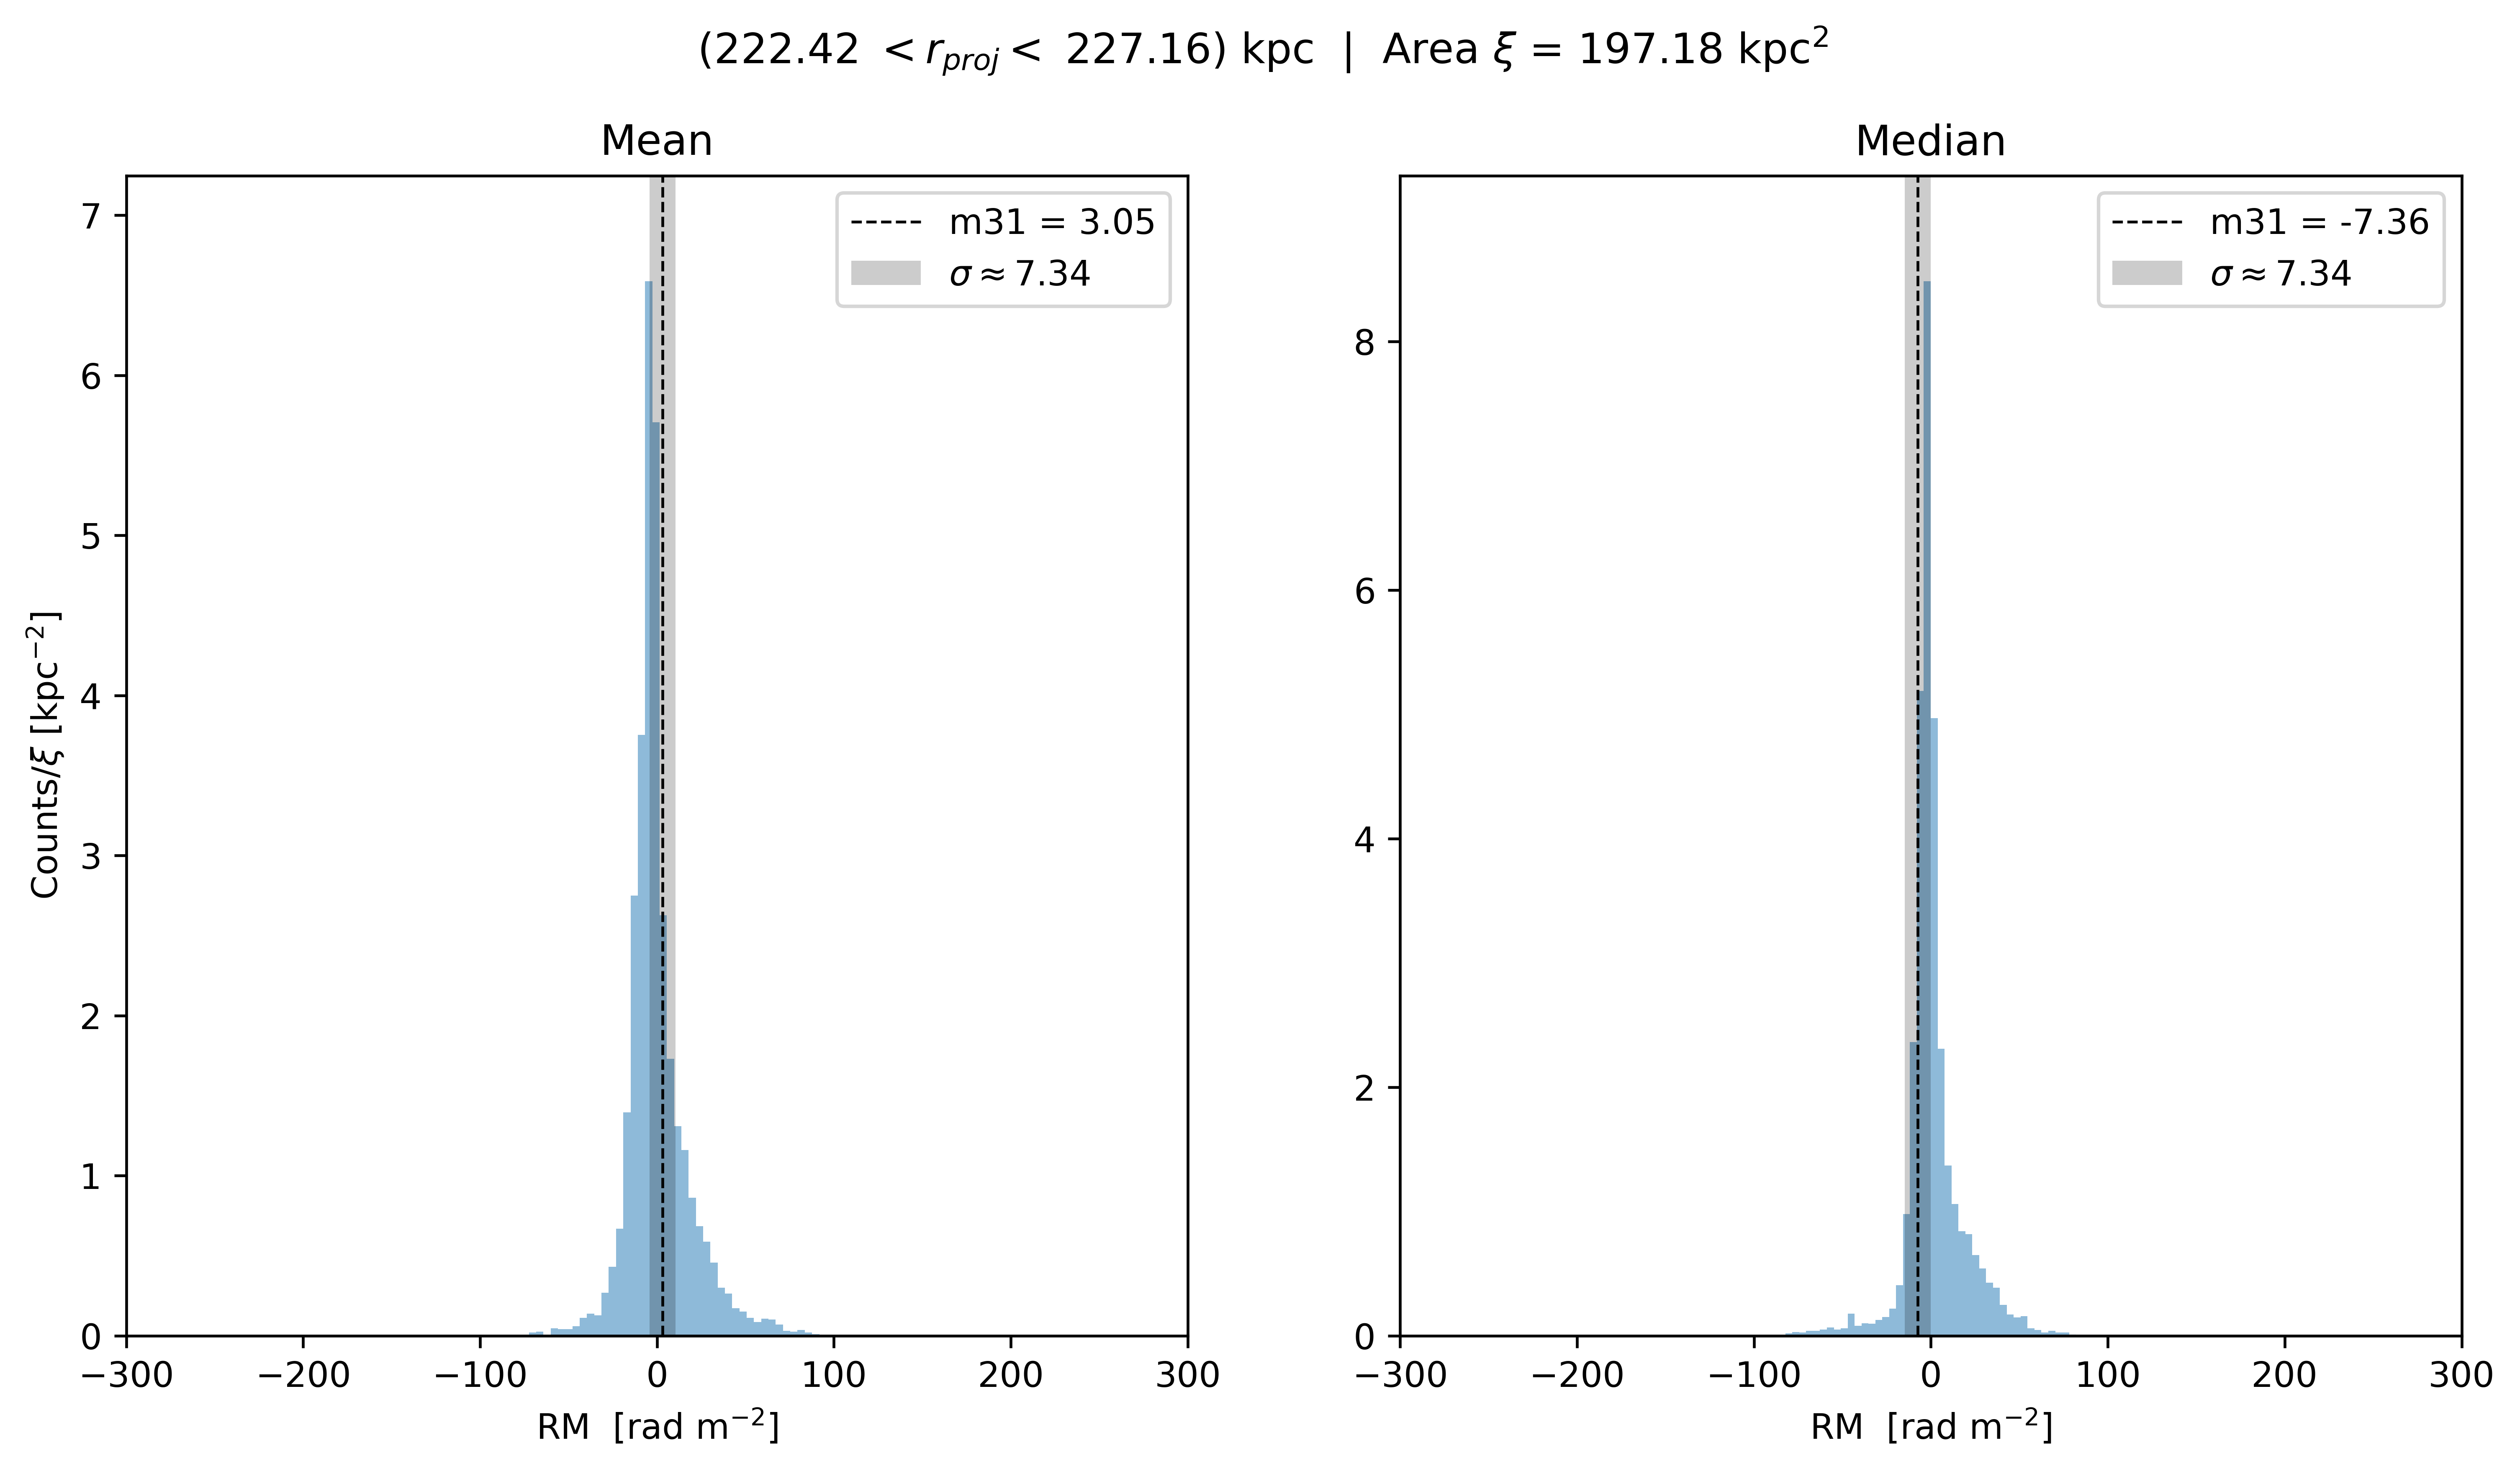 (222.42 < r_proj < 227.16) kpc | Area ξ = 197.18 kpc²
Mean
m31 = 3.05
σ ≈ 7.34
Counts/ξ [kpc⁻²]
7
6
5
4
3
2
1
0
−300 −200 −100 0 100 200 300
RM [rad m⁻²]
Median
m31 = -7.36
σ ≈ 7.34
8
6
4
2
0
−300 −200 −100 0 100 200 300
RM [rad m⁻²]